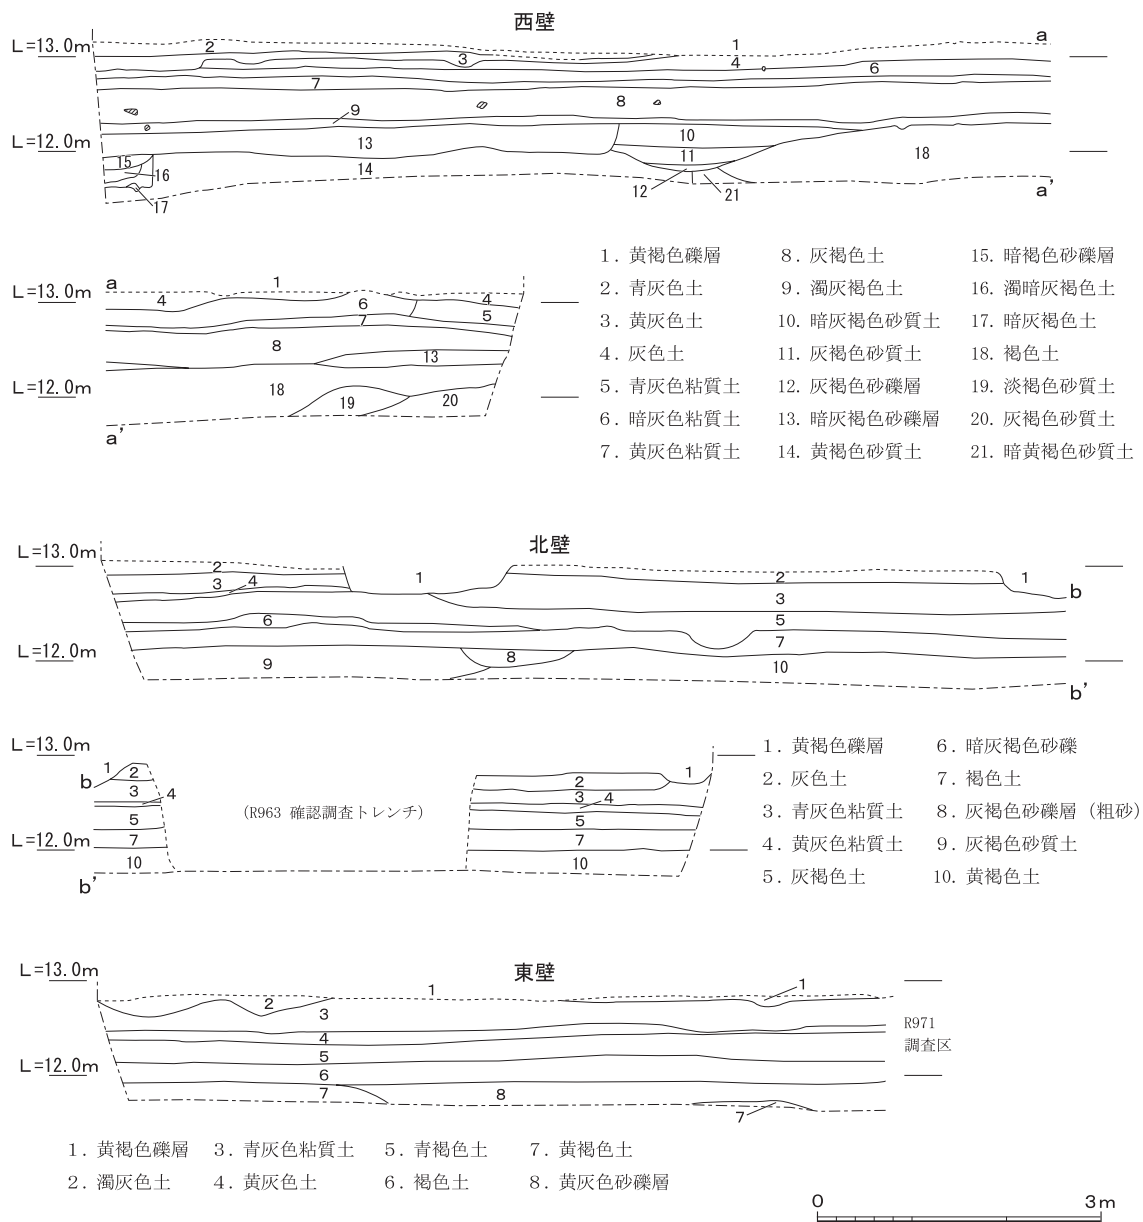 西壁
L=13.0m
2
1
a
3
4
6
7
8
9
L=12.0m
10
13
11
18
15
14
16
12
21
a'
17
1. 黄褐色礫層
2. 青灰色土
3. 黄灰色土
4. 灰色土
5. 青灰色粘質土
6. 暗灰色粘質土
7. 黄灰色粘質土
8. 灰褐色土
9. 濁灰褐色土
10. 暗灰褐色砂質土
11. 灰褐色砂質土
12. 灰褐色砂礫層
13. 暗灰褐色砂礫層
14. 黄褐色砂質土
15. 暗褐色砂礫層
16. 濁暗灰褐色土
17. 暗灰褐色土
18. 褐色土
19. 淡褐色砂質土
20. 灰褐色砂質土
21. 暗黄褐色砂質土
a
1
L=13.0m
4
6
4
5
7
8
13
L=12.0m
18
19
20
a'
北壁
L=13.0m
2
3
4
1
2
1
b
3
5
6
7
L=12.0m
9
8
10
b'
L=13.0m
1
2
b
3
4
5
L=12.0m
7
10
b'
(R963 確認調査トレンチ)
1
2
3
4
5
7
10
1. 黄褐色礫層
2. 灰色土
3. 青灰色粘質土
4. 黄灰色粘質土
5. 灰褐色土
6. 暗灰褐色砂礫
7. 褐色土
8. 灰褐色砂礫層 (粗砂)
9. 灰褐色砂質土
10. 黄褐色土
東壁
L=13.0m
1
1
2
3
4
R971
調査区
5
L=12.0m
6
7
8
7
1. 黄褐色礫層 3. 青灰色粘質土 5. 青褐色土 7. 黄褐色土
2. 濁灰色土 4. 黄灰色土 6. 褐色土 8. 黄灰色砂礫層
0 3m